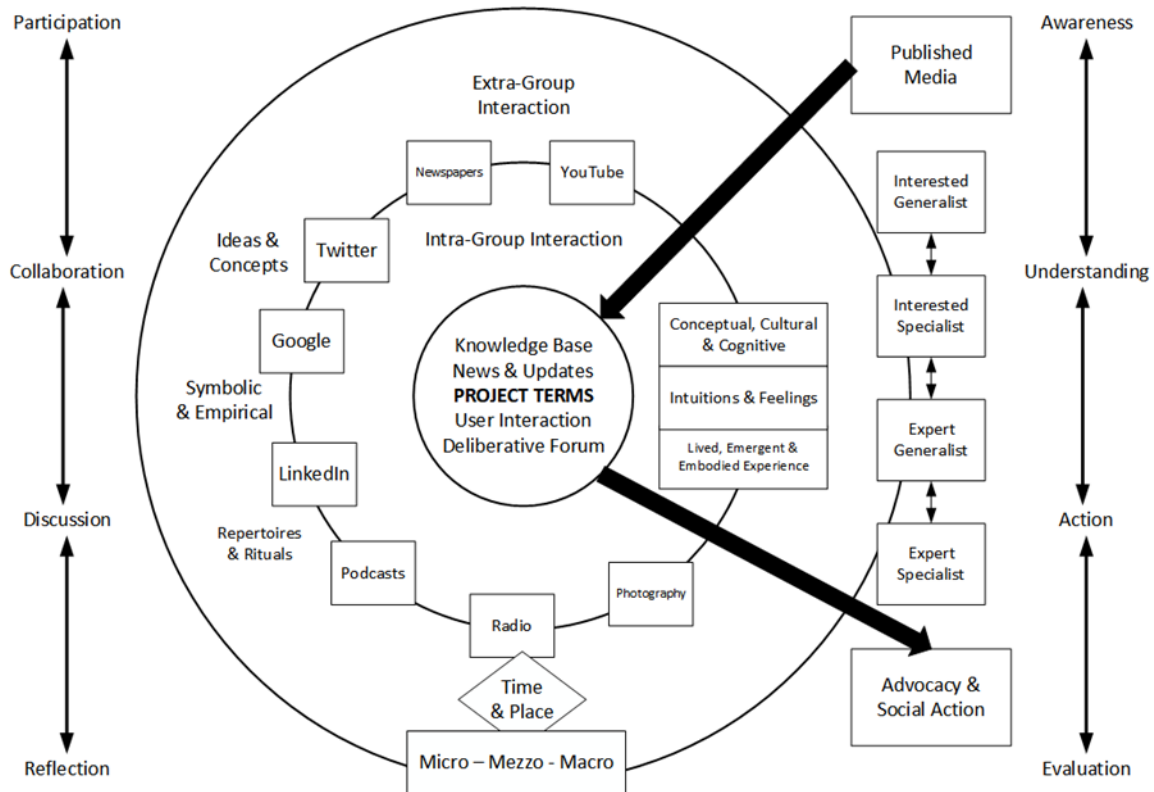 Participation
Awareness
Published
Media
Extra-Group
Interaction
Newspapers
YouTube
Interested
Generalist
Ideas &
Concepts
Twitter
Intra-Group Interaction
Collaboration
Understanding
Google
Knowledge Base
News & Updates
PROJECT TERMS
User Interaction
Deliberative Forum
Conceptual, Cultural
& Cognitive
Interested
Specialist
Symbolic
& Empirical
Intuitions & Feelings
Lived, Emergent &
Embodied Experience
Expert
Generalist
LinkedIn
Discussion
Action
Repertoires
& Rituals
Podcasts
Photography
Expert
Specialist
Radio
Time
& Place
Advocacy &
Social Action
Micro – Mezzo - Macro
Reflection
Evaluation